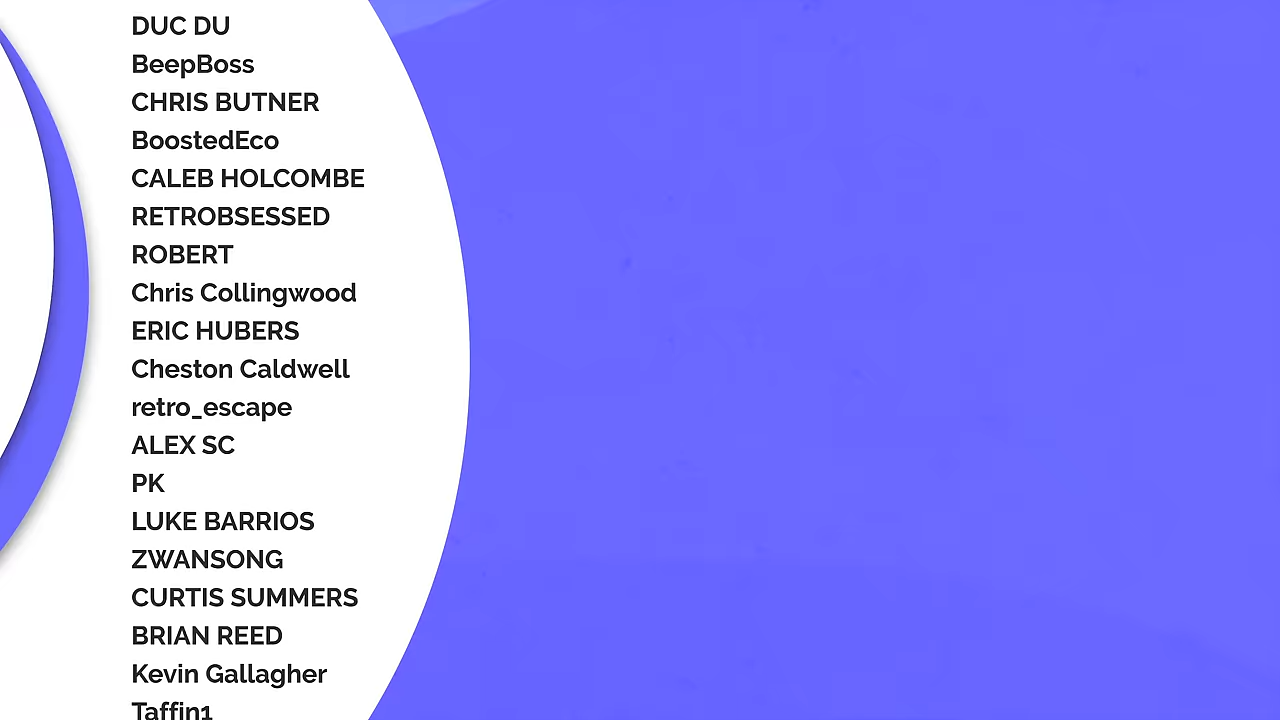 DUC DU
BeepBoss
CHRIS BUTNER
BoostedEco
CALEB HOLCOMBE
RETROBSESSED
ROBERT
Chris Collingwood
ERIC HUBERS
Cheston Caldwell
retro_escape
ALEX SC
PK
LUKE BARRIOS
ZWANSONG
CURTIS SUMMERS
BRIAN REED
Kevin Gallagher
Taffin1